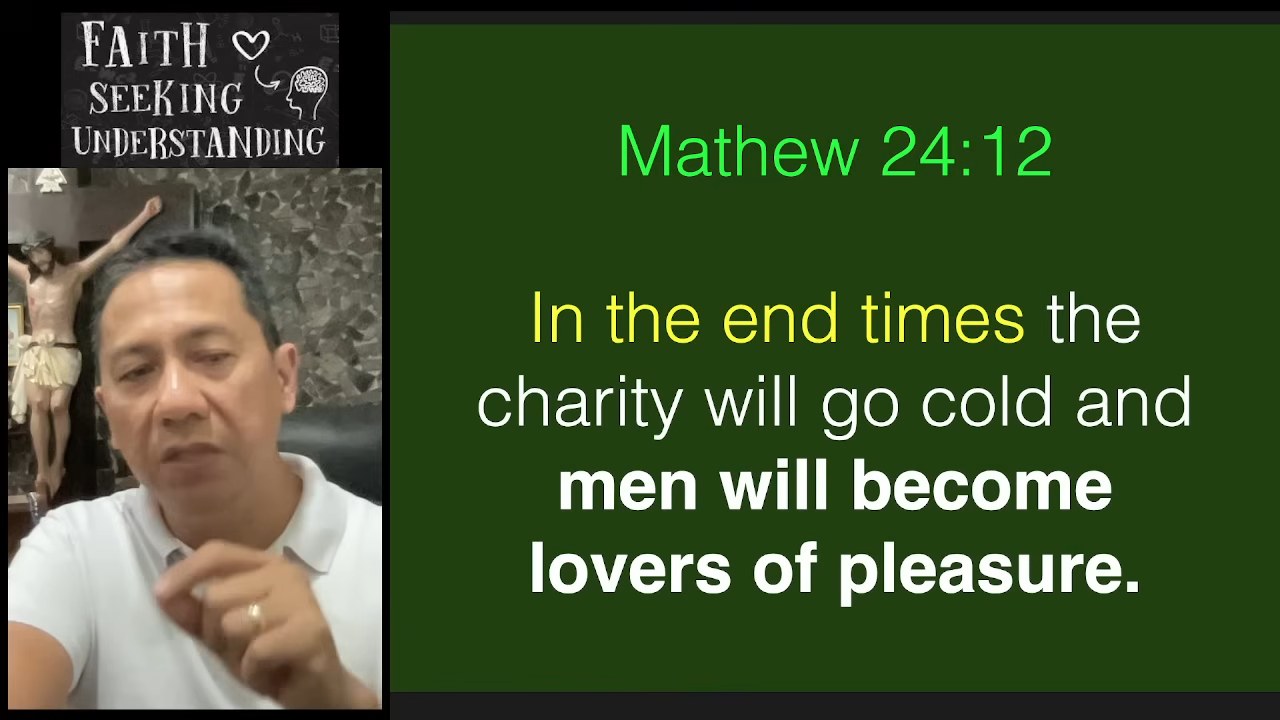 FAITH
SEEKING
UNDERSTANDING
Mathew 24:12
In the end times the
charity will go cold and
men will become
lovers of pleasure.